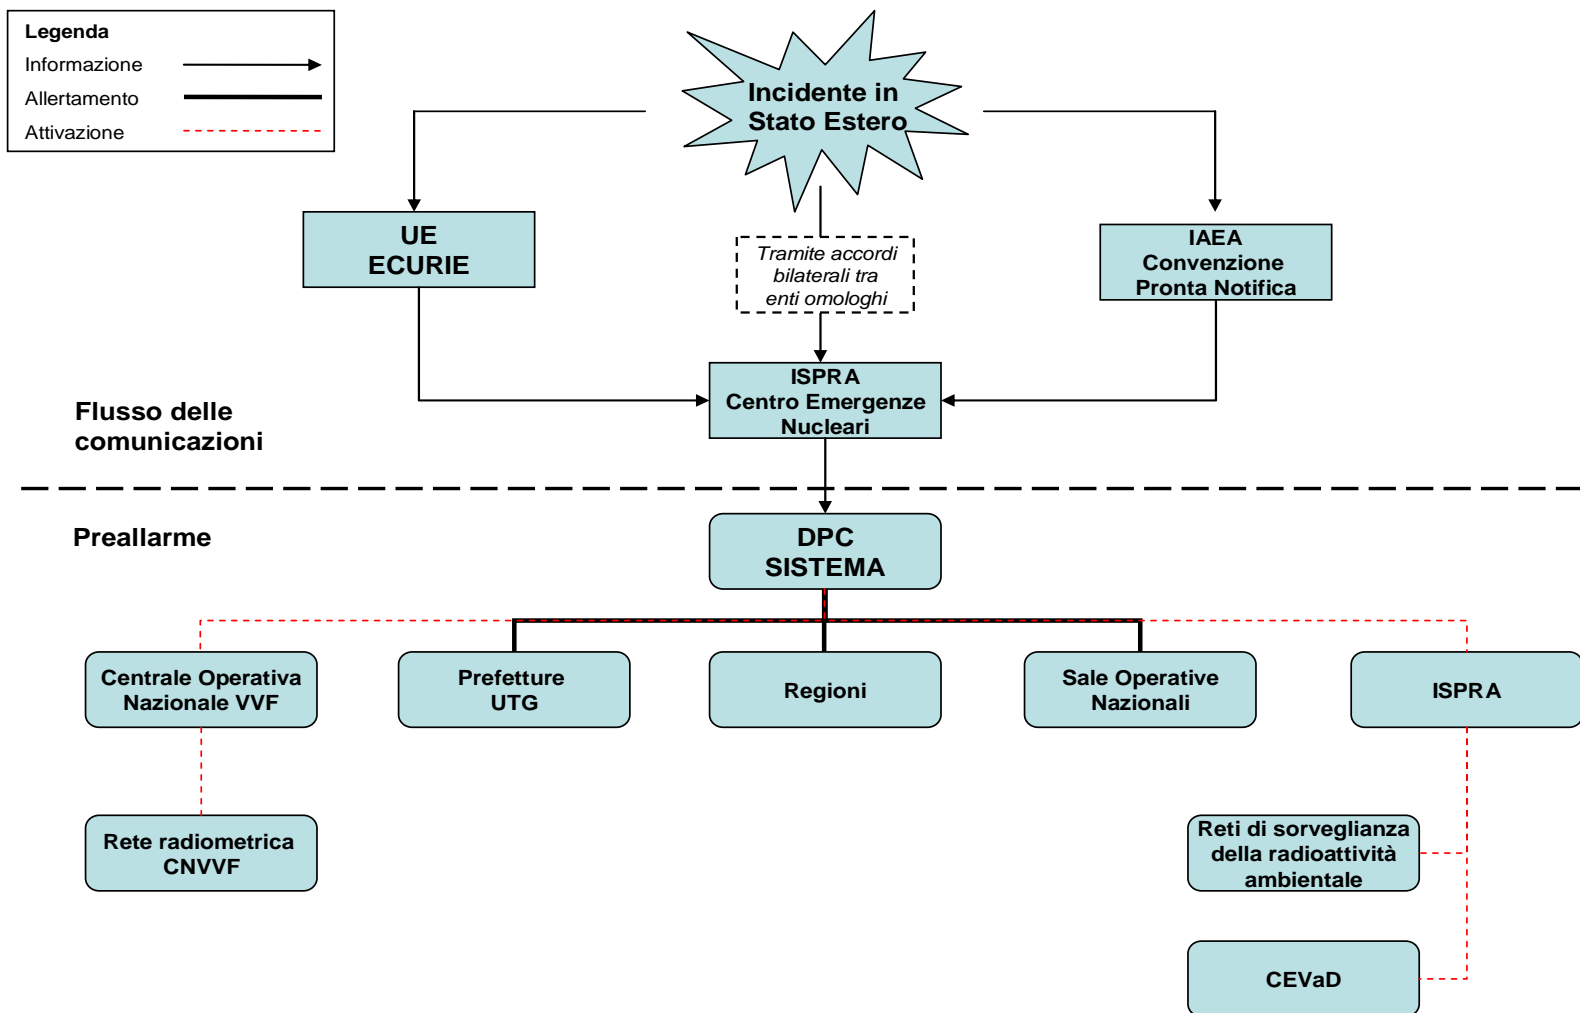 Legenda
Informazione
Allertamento
Attivazione
Incidente in
Stato Estero
UE
ECURIE
Tramite accordi
bilaterali tra
enti omologhi
IAEA
Convenzione
Pronta Notifica
ISPRA
Centro Emergenze
Nucleari
Flusso delle
comunicazioni
Preallarme
DPC
SISTEMA
Centrale Operativa
Nazionale VVF
Prefetture
UTG
Regioni
Sale Operative
Nazionali
ISPRA
Rete radiometrica
CNVVF
Reti di sorveglianza
della radioattività
ambientale
CEVaD